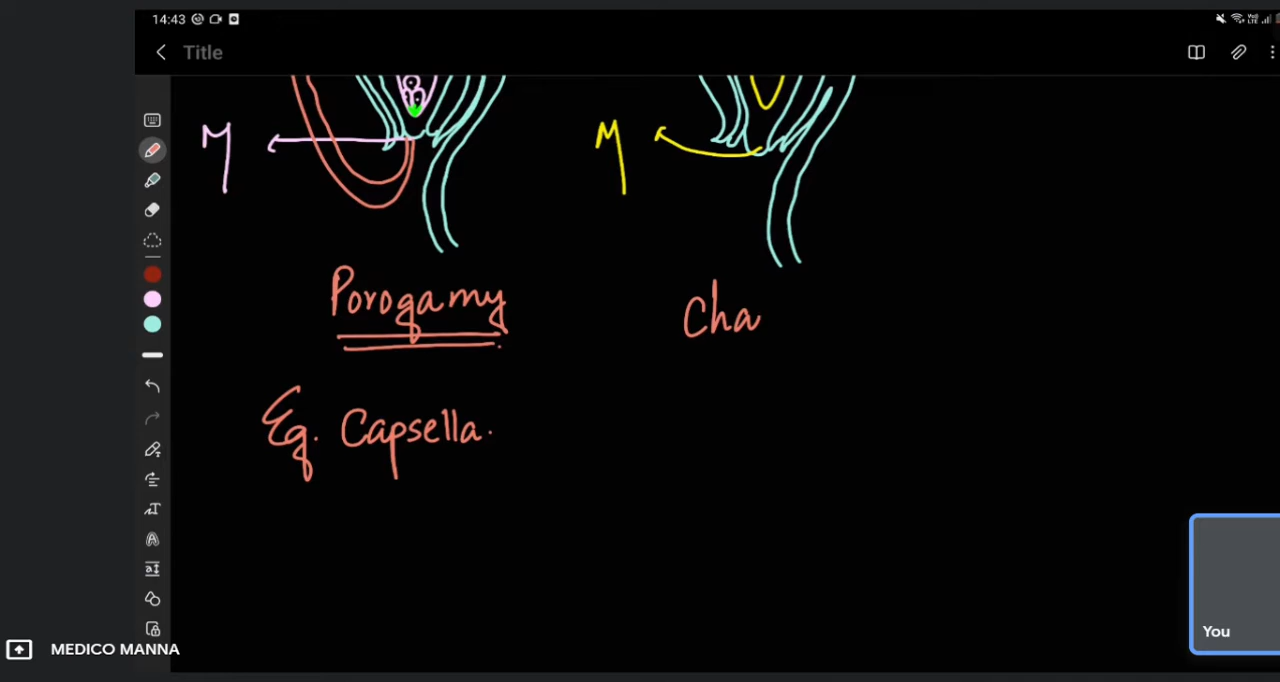 14:43
Title
M M
Porogamy Cha
Eg. Capsella.
You
MEDICO MANNA